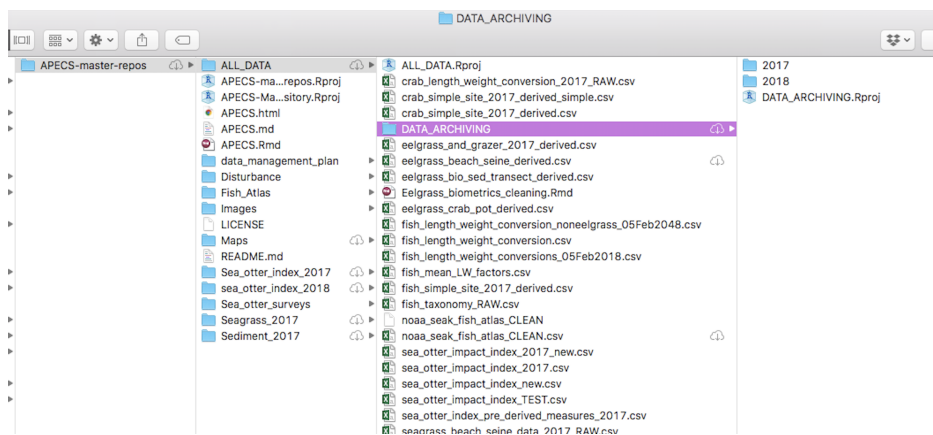 DATA_ARCHIVING
APECS-master-repos
ALL_DATA
APECS-ma...repos.Rproj
APECS-Ma...sitory.Rproj
APECS.html
APECS.md
APECS.Rmd
data_management_plan
Disturbance
Fish_Atlas
Images
LICENSE
Maps
README.md
Sea_otter_index_2017
sea_otter_index_2018
Sea_otter_surveys
Seagrass_2017
Sediment_2017
ALL_DATA.Rproj
crab_length_weight_conversion_2017_RAW.csv
crab_simple_site_2017_derived_simple.csv
crab_simple_site_2017_derived.csv
DATA_ARCHIVING
eelgrass_and_grazer_2017_derived.csv
eelgrass_beach_seine_derived.csv
eelgrass_bio_sed_transect_derived.csv
Eelgrass_biometrics_cleaning.Rmd
eelgrass_crab_pot_derived.csv
fish_length_weight_conversion_noneelgrass_05Feb2048.csv
fish_length_weight_conversion.csv
fish_length_weight_conversions_05Feb2018.csv
fish_mean_LW_factors.csv
fish_simple_site_2017_derived.csv
fish_taxonomy_RAW.csv
noaa_seak_fish_atlas_CLEAN
noaa_seak_fish_atlas_CLEAN.csv
sea_otter_impact_index_2017_new.csv
sea_otter_impact_index_2017.csv
sea_otter_impact_index_new.csv
sea_otter_impact_index_TEST.csv
sea_otter_index_pre_derived_measures_2017.csv
seagrass_beach_seine_data_2017_RAW.csv
2017
2018
DATA_ARCHIVING.Rproj